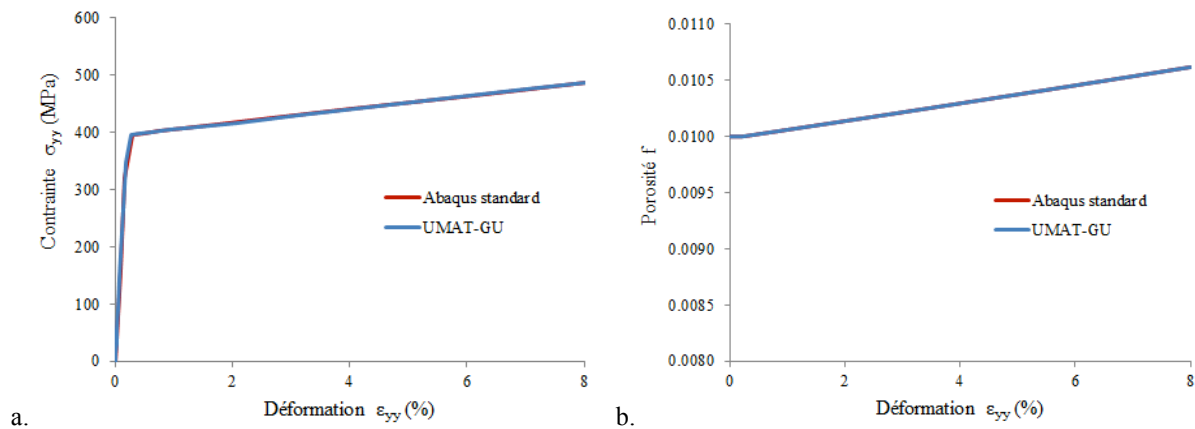 600
500
400
300
200
100
0
0
2
4
6
8
Contrainte σyy (MPa)
Déformation εyy (%)
Abaqus standard
UMAT-GU
a.
0.0110
0.0105
0.0100
0.0095
0.0090
0.0085
0.0080
0
2
4
6
8
Porosité f
Déformation εyy (%)
Abaqus standard
UMAT-GU
b.